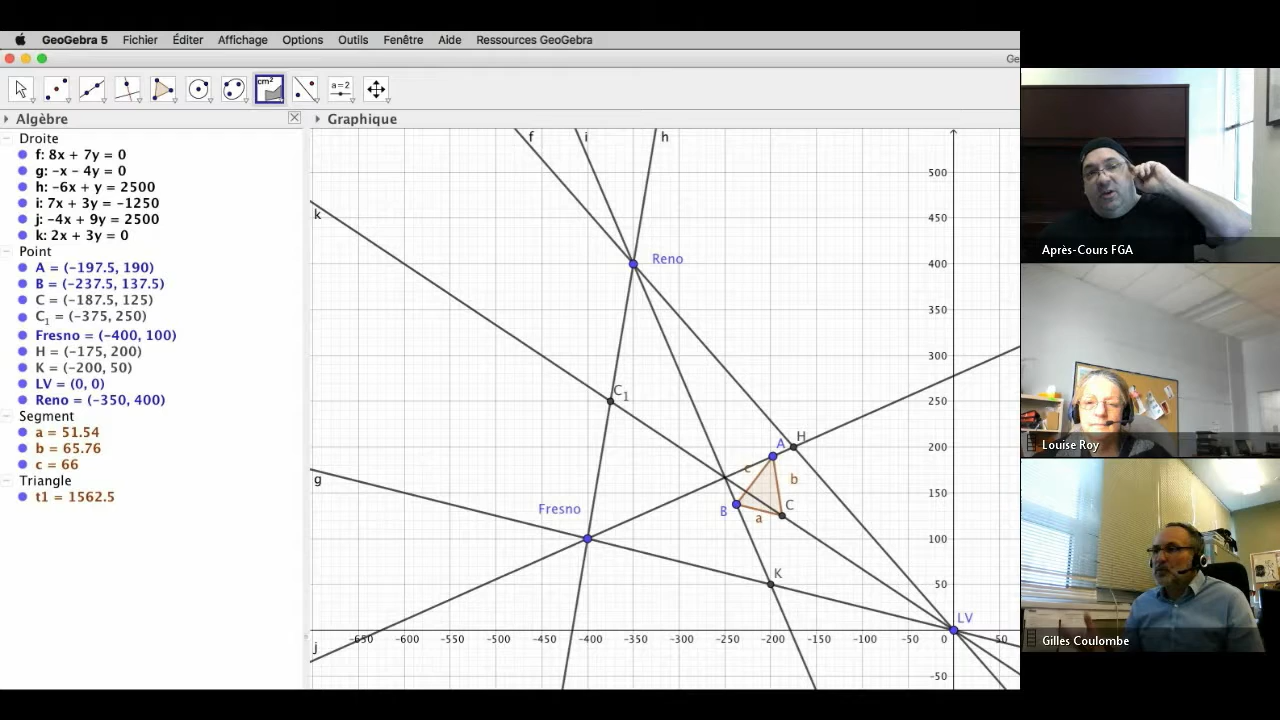 GeoGebra 5 Fichier Éditer Affichage Options Outils Fenêtre Aide Ressources GeoGebra
Ge
cm²
a=2
Algèbre
Graphique
Droite
f: 8x + 7y = 0
g: -x - 4y = 0
h: -6x + y = 2500
i: 7x + 3y = -1250
j: -4x + 9y = 2500
k: 2x + 3y = 0
Point
A = (-197.5, 190)
B = (-237.5, 137.5)
C = (-187.5, 125)
C₁ = (-375, 250)
Fresno = (-400, 100)
H = (-175, 200)
K = (-200, 50)
LV = (0, 0)
Reno = (-350, 400)
Segment
a = 51.54
b = 65.76
c = 66
Triangle
t1 = 1562.5
f i h
500
k
450
Reno
400
350
300
C₁
250
A H
200
c b
g
150
B a C
Fresno
100
K
50
LV
-650 -600 -550 -500 -450 -400 -350 -300 -250 -200 -150 -100 -50 0 50
j
-50
Après-Cours FGA
Louise Roy
Gilles Coulombe